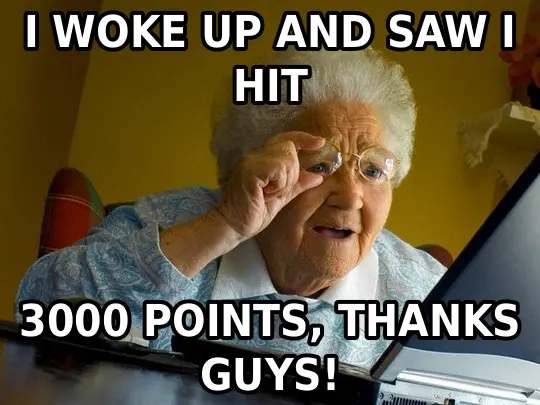 I WOKE UP AND SAW I
HIT
3000 POINTS, THANKS
GUYS!